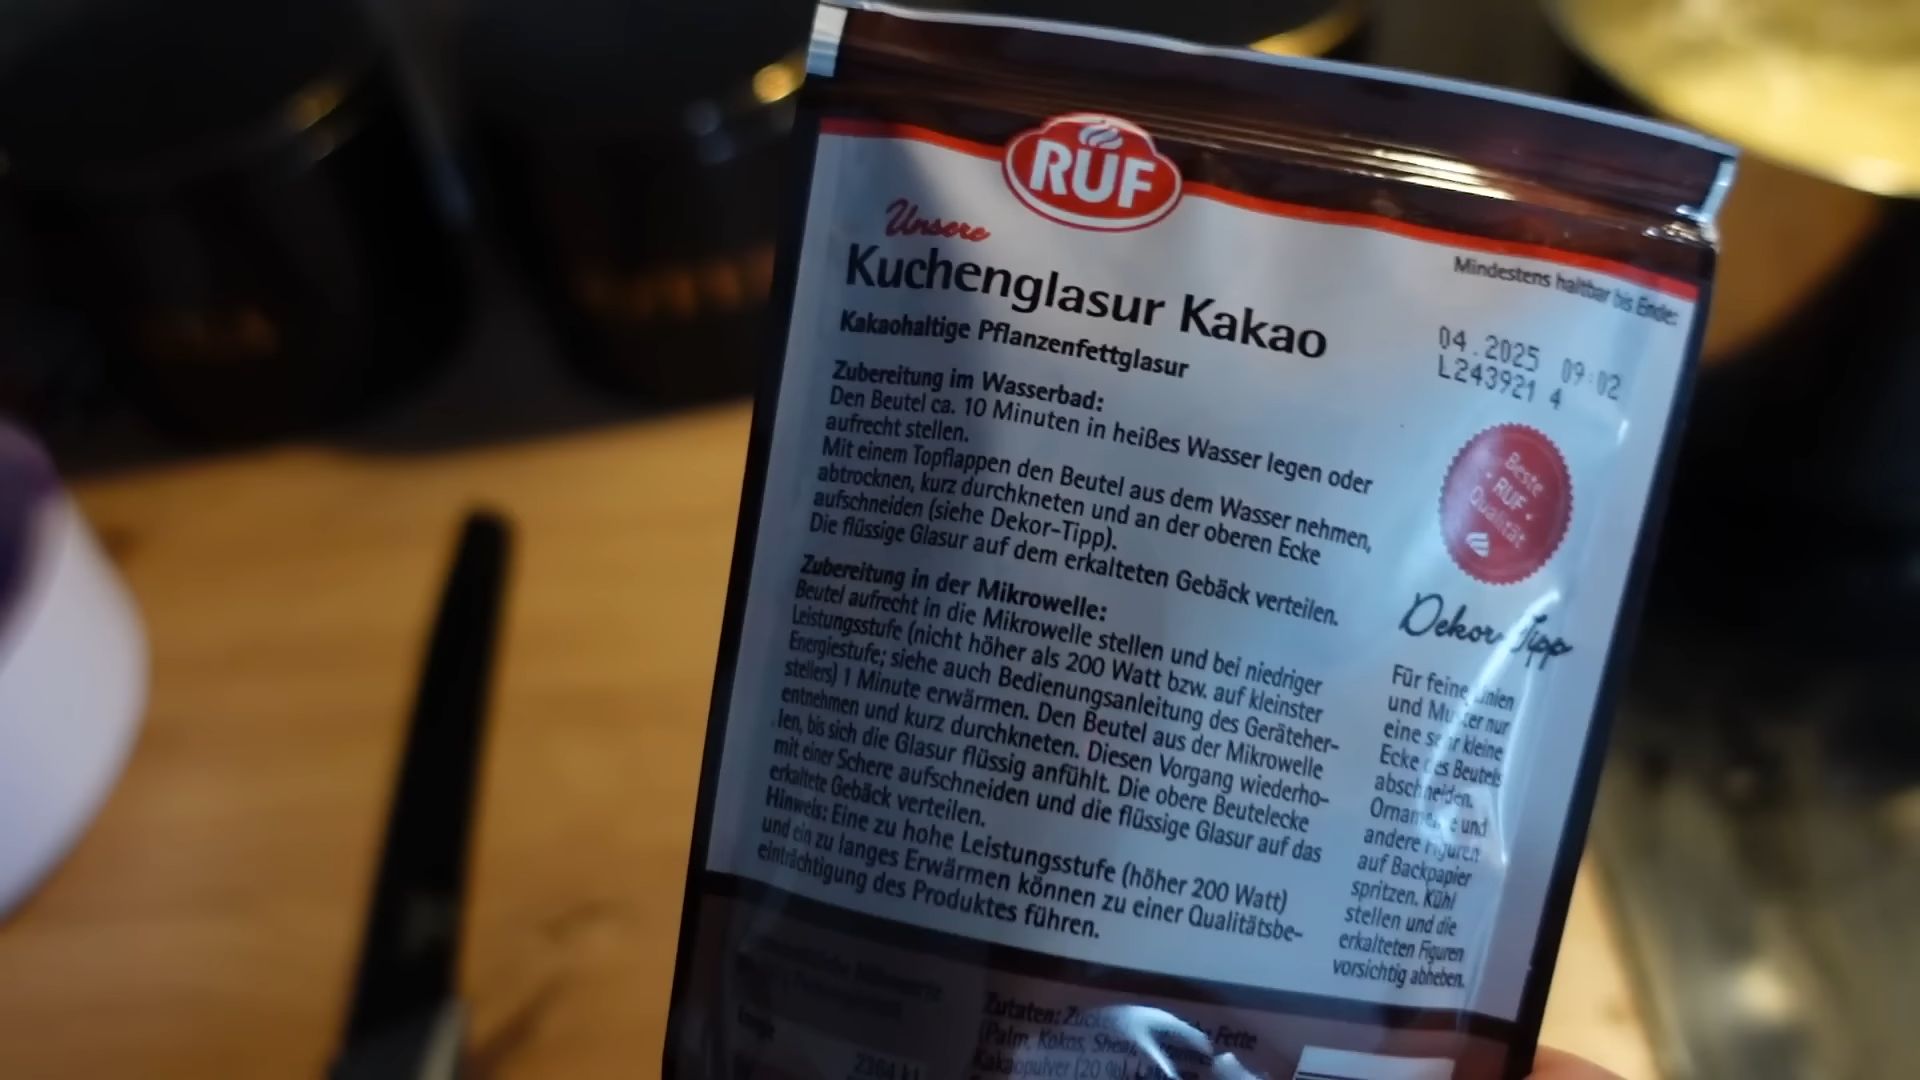 RUF
Unsere
Kuchenglasur Kakao
Kakaohaltige Pflanzenfettglasur
Mindestens haltbar bis Ende:
04.2025 09:02
L243921 4
Zubereitung im Wasserbad:
Den Beutel ca. 10 Minuten in heißes Wasser legen oder
aufrecht stellen.
Mit einem Topflappen den Beutel aus dem Wasser nehmen,
abtrocknen, kurz durchkneten und an der oberen Ecke
aufschneiden (siehe Dekor-Tipp).
Die flüssige Glasur auf dem erkalteten Gebäck verteilen.
Zubereitung in der Mikrowelle:
Beutel aufrecht in die Mikrowelle stellen und bei niedriger
Leistungsstufe (nicht höher als 200 Watt bzw. auf kleinster
Energiestufe; siehe auch Bedienungsanleitung des Geräteher-
stellers) 1 Minute erwärmen. Den Beutel aus der Mikrowelle
entnehmen und kurz durchkneten. Diesen Vorgang wiederho-
len, bis sich die Glasur flüssig anfühlt. Die obere Beutelecke
mit einer Schere aufschneiden und die flüssige Glasur auf das
erkaltete Gebäck verteilen.
Hinweis: Eine zu hohe Leistungsstufe (höher 200 Watt)
und ein zu langes Erwärmen können zu einer Qualitätsbe-
einträchtigung des Produktes führen.
Beste
• RUF •
Qualität
Dekor Tipp
Für feine Linien
und Muster nur
eine sehr kleine
Ecke des Beutels
abschneiden.
Ornamente und
andere Figuren
auf Backpapier
spritzen. Kühl
stellen und die
erkalteten Figuren
vorsichtig abheben.
Zutaten: Fette
(Palm, Kokos, Shea
Kakaopulver (20 %),